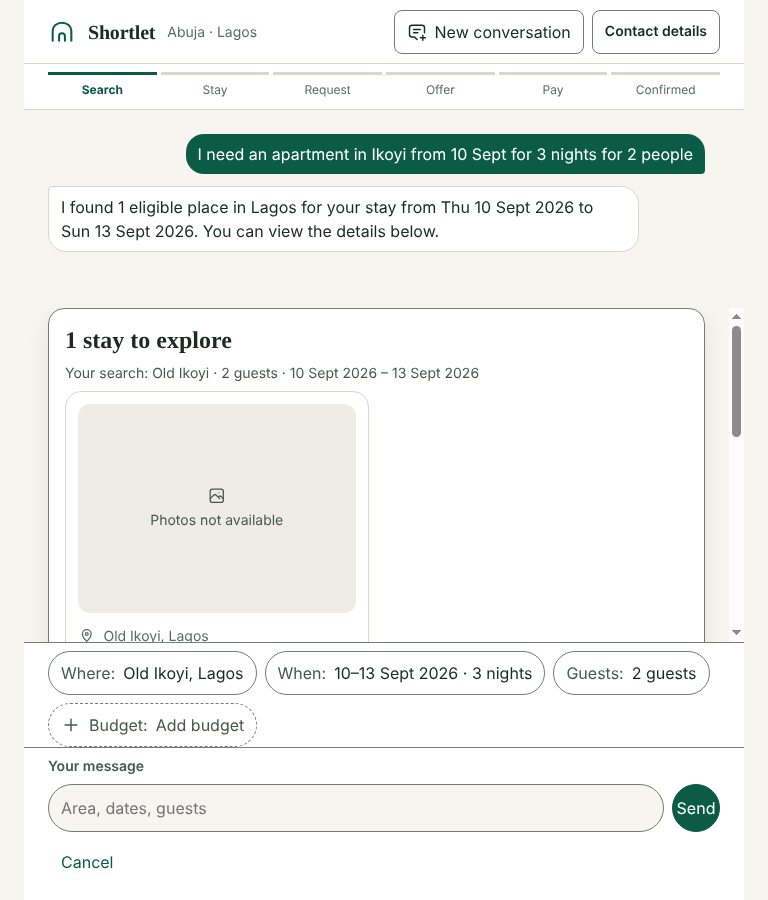 Shortlet
Abuja · Lagos
New conversation
Contact details
Search
Stay
Request
Offer
Pay
Confirmed
I need an apartment in Ikoyi from 10 Sept for 3 nights for 2 people
I found 1 eligible place in Lagos for your stay from Thu 10 Sept 2026 to
Sun 13 Sept 2026. You can view the details below.
1 stay to explore
Your search: Old Ikoyi · 2 guests · 10 Sept 2026 – 13 Sept 2026
Photos not available
Old Ikoyi, Lagos
Where: Old Ikoyi, Lagos
When: 10–13 Sept 2026 · 3 nights
Guests: 2 guests
Budget: Add budget
Your message
Area, dates, guests
Send
Cancel